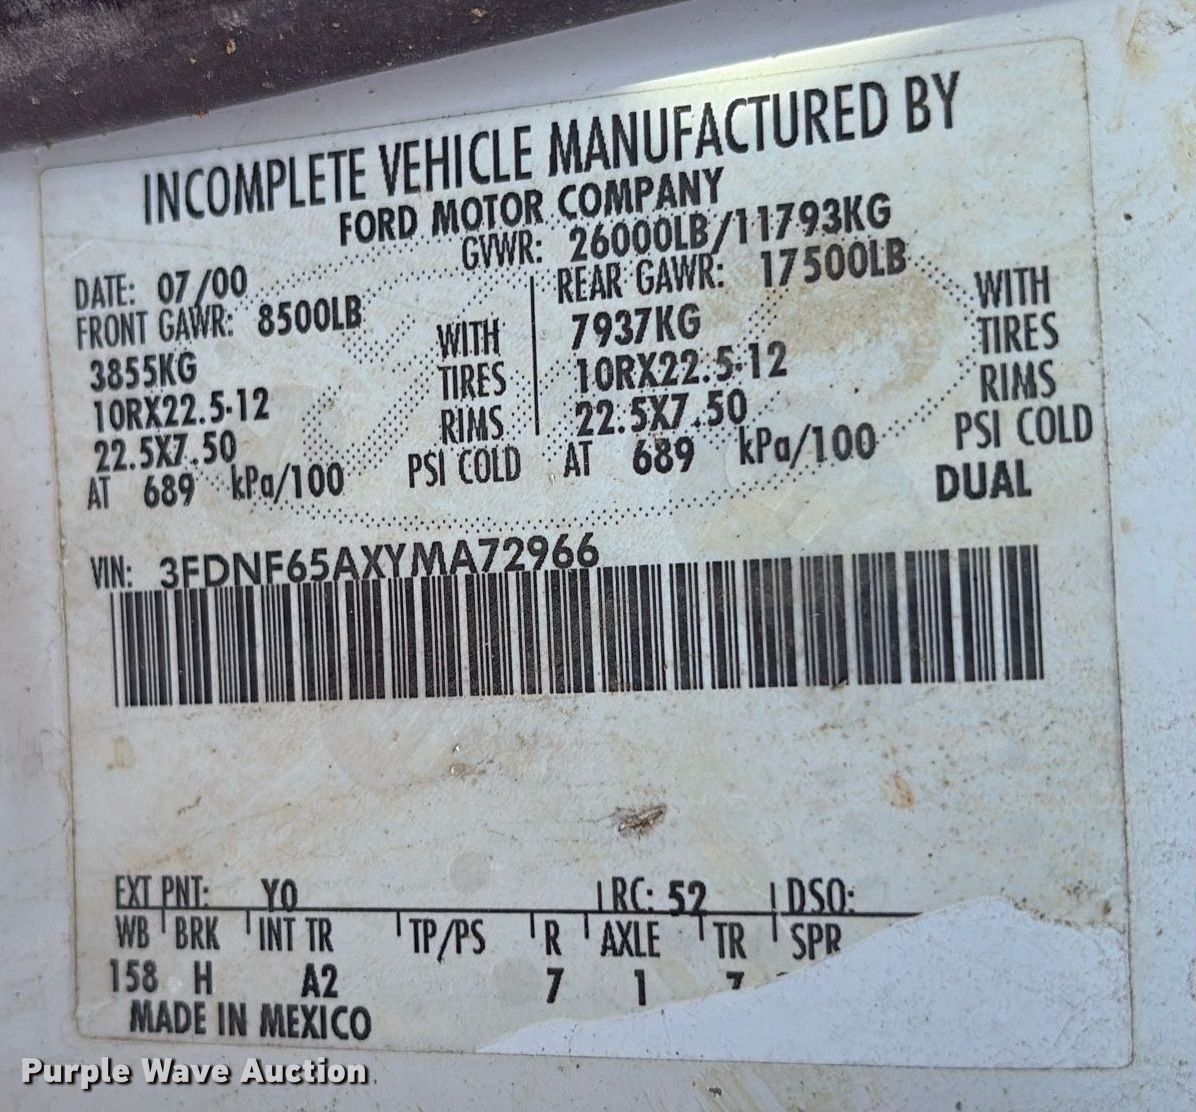 INCOMPLETE VEHICLE MANUFACTURED BY
FORD MOTOR COMPANY
DATE: 07/00 GVWR: 26000LB/11793KG
FRONT GAWR: 8500LB REAR GAWR: 17500LB
3855KG WITH 7937KG WITH
10RX22.5-12 TIRES 10RX22.5-12 TIRES
22.5X7.50 RIMS 22.5X7.50 RIMS
AT 689 kPa/100 PSI COLD AT 689 kPa/100 PSI COLD
DUAL
VIN: 3FDNF65AXYMA72966
EXT PNT: YO RC: 52 DSO:
WB BRK INT TR TP/PS R AXLE TR SPR
158 H A2 7 1 7
MADE IN MEXICO
Purple Wave Auction